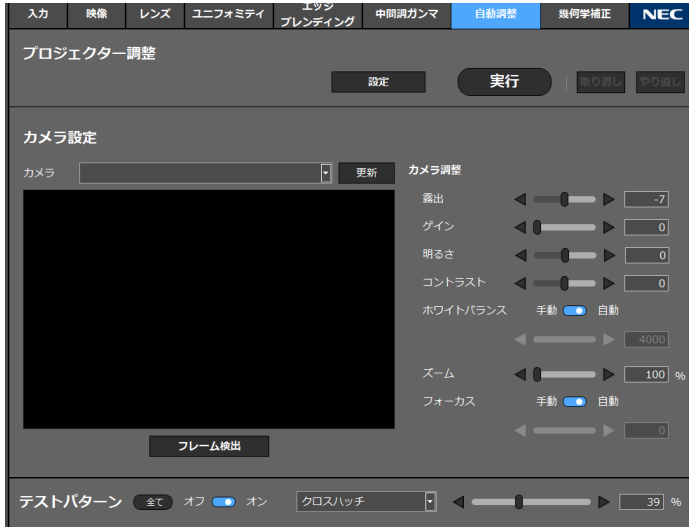 入力 映像 レンズ ユニフォミティ エッジ ブレンディング 中間調ガンマ 自動調整 幾何学補正 NEC
プロジェクター調整
設定 実行 取り消し やり直し
カメラ設定
カメラ 更新 カメラ調整
露出 -7
ゲイン 0
明るさ 0
コントラスト 0
ホワイトバランス 手動 自動
4000
ズーム 100 %
フォーカス 手動 自動
0
フレーム検出
テストパターン 全て オフ オン クロスハッチ 39 %